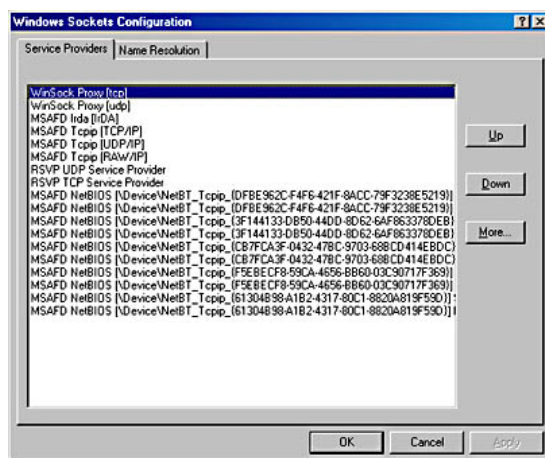 Windows Sockets Configuration
Service Providers
Name Resolution
WinSock Proxy [tcp]
WinSock Proxy [udp]
MSAFD Irda [IrDA]
MSAFD Tcpip [TCP/IP]
MSAFD Tcpip [UDP/IP]
MSAFD Tcpip [RAW/IP]
RSVP UDP Service Provider
RSVP TCP Service Provider
MSAFD NetBIOS [\Device\NetBT_Tcpip_{DFBE962C-F4F6-421F-8ACC-79F3238E5219}]
MSAFD NetBIOS [\Device\NetBT_Tcpip_{DFBE962C-F4F6-421F-8ACC-79F3238E5219}]
MSAFD NetBIOS [\Device\NetBT_Tcpip_{3F144133-DB50-44DD-8D62-6AF863378DEB}
MSAFD NetBIOS [\Device\NetBT_Tcpip_{3F144133-DB50-44DD-8D62-6AF863378DEB}
MSAFD NetBIOS [\Device\NetBT_Tcpip_{CB7FCA3F-0432-47BC-9703-68BCD414EBDC}
MSAFD NetBIOS [\Device\NetBT_Tcpip_{CB7FCA3F-0432-47BC-9703-68BCD414EBDC}
MSAFD NetBIOS [\Device\NetBT_Tcpip_{F5EBECF8-59CA-4656-BB60-03C90717F369}]
MSAFD NetBIOS [\Device\NetBT_Tcpip_{F5EBECF8-59CA-4656-BB60-03C90717F369}]
MSAFD NetBIOS [\Device\NetBT_Tcpip_{61304B98-A1B2-4317-80C1-8820A819F59D}]
MSAFD NetBIOS [\Device\NetBT_Tcpip_{61304B98-A1B2-4317-80C1-8820A819F59D}]
Up
Down
More...
OK
Cancel
Apply